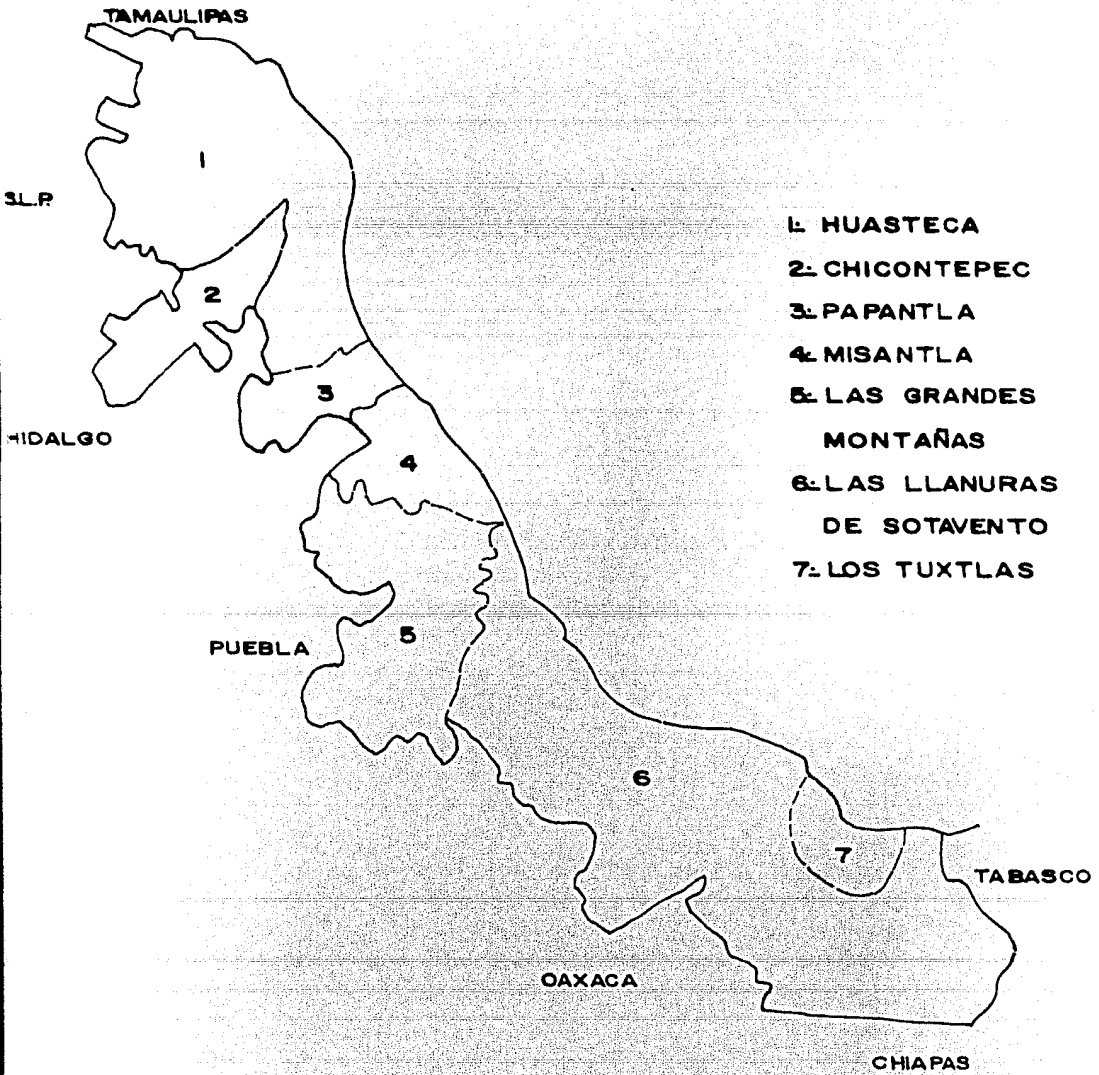 TAMAULIPAS
1
S.L.P.
2
3
HIDALGO
4
PUEBLA
5
6
7
TABASCO
OAXACA
CHIAPAS
1.- HUASTECA
2.- CHICONTEPEC
3.- PAPANTLA
4.- MISANTLA
5.- LAS GRANDES
MONTAÑAS
6.- LAS LLANURAS
DE SOTAVENTO
7.- LOS TUXTLAS